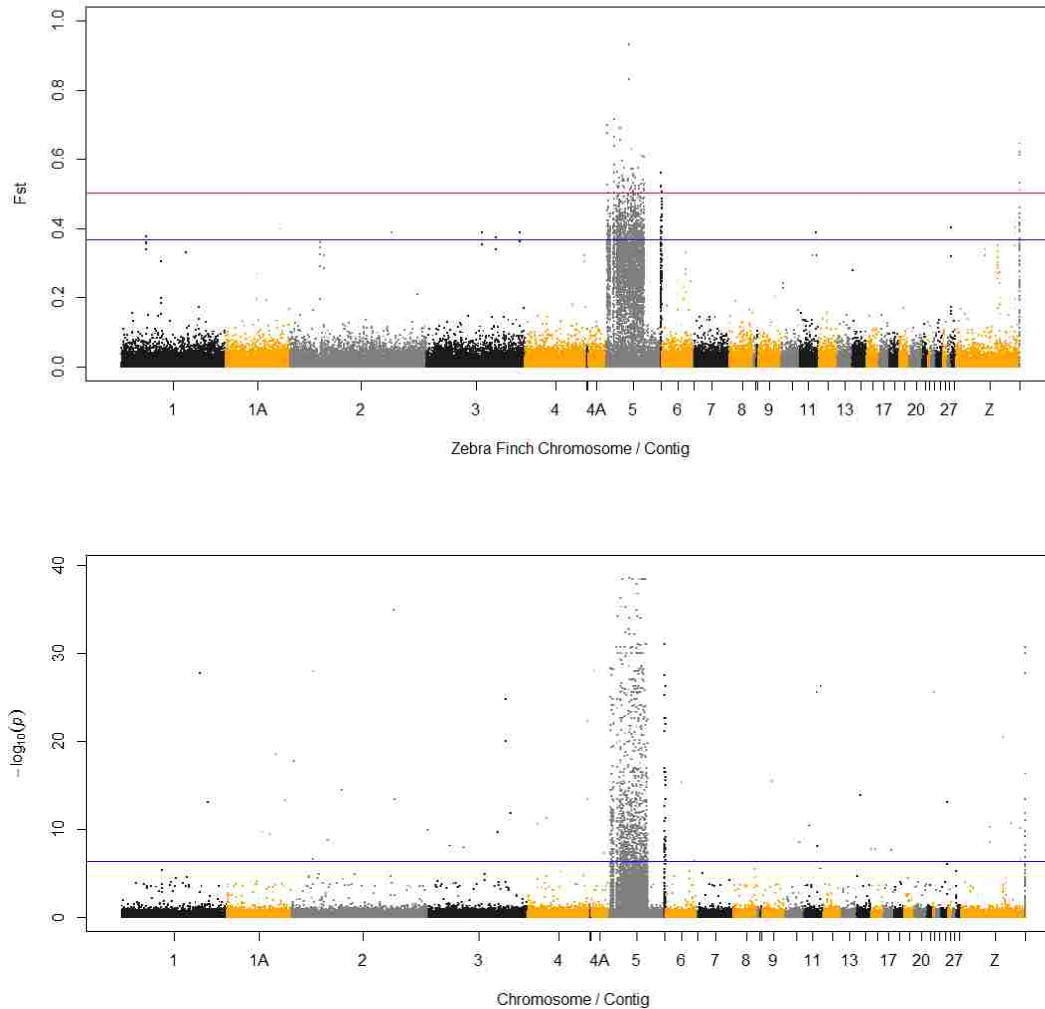 1.0
0.8
0.6
0.4
0.2
0.0
Fst
1 1A 2 3 4 4A 5 6 7 8 9 11 13 17 20 27 Z
Zebra Finch Chromosome / Contig
40
30
20
10
0
−log₁₀(p)
1 1A 2 3 4 4A 5 6 7 8 9 11 13 17 20 27 Z
Chromosome / Contig